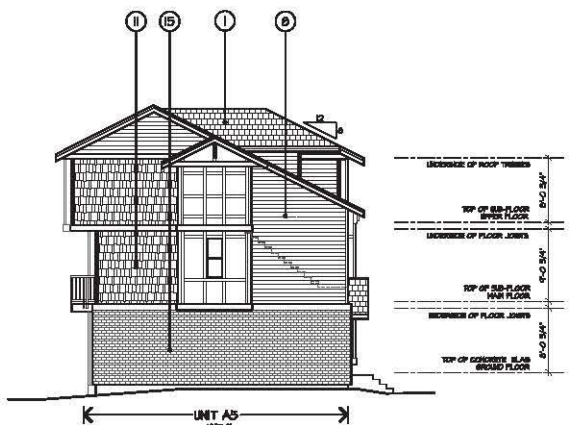 11 15 1 8
12
6
UNDERSIDE OF ROOF TRUSSES
8'-0 3/4"
TOP OF SUB-FLOOR
UPPER FLOOR
UNDERSIDE OF FLOOR JOISTS
9'-0 3/4"
TOP OF SUB-FLOOR
MAIN FLOOR
UNDERSIDE OF FLOOR JOISTS
8'-0 3/4"
TOP OF CONCRETE SLAB
GROUND FLOOR
UNIT A5